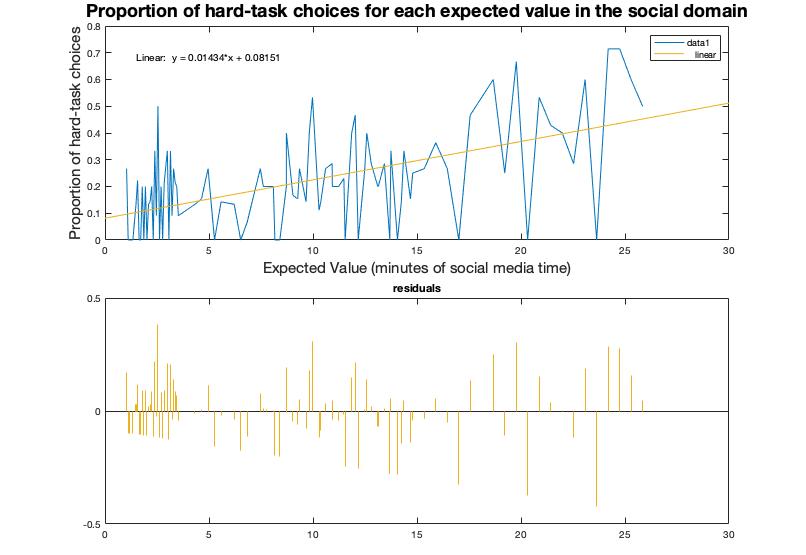 Proportion of hard-task choices for each expected value in the social domain
Proportion of hard-task choices
0.8
0.7
0.6
0.5
0.4
0.3
0.2
0.1
0
Linear: y = 0.01434*x + 0.08151
data1
linear
0 5 10 15 20 25 30
Expected Value (minutes of social media time)
residuals
0.5
0
-0.5
0 5 10 15 20 25 30